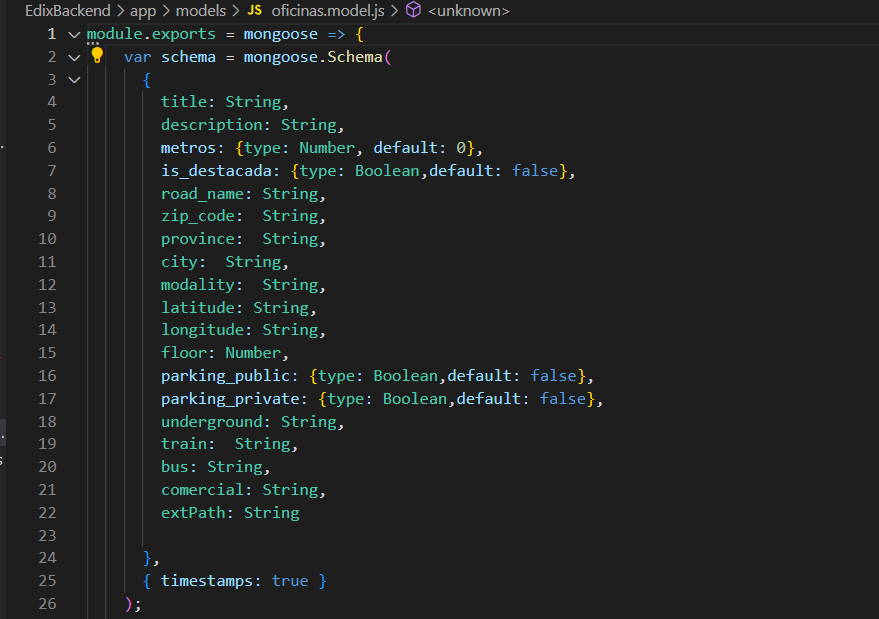 EdixBackend > app > models > JS oficinas.model.js > <unknown>
1 module.exports = mongoose => {
2 var schema = mongoose.Schema(
3 {
4 title: String,
5 description: String,
6 metros: {type: Number, default: 0},
7 is_destacada: {type: Boolean,default: false},
8 road_name: String,
9 zip_code:  String,
10 province:  String,
11 city:  String,
12 modality:  String,
13 latitude: String,
14 longitude: String,
15 floor: Number,
16 parking_public: {type: Boolean,default: false},
17 parking_private: {type: Boolean,default: false},
18 underground: String,
19 train:  String,
20 bus: String,
21 comercial: String,
22 extPath: String
23
24 },
25 { timestamps: true }
26 );